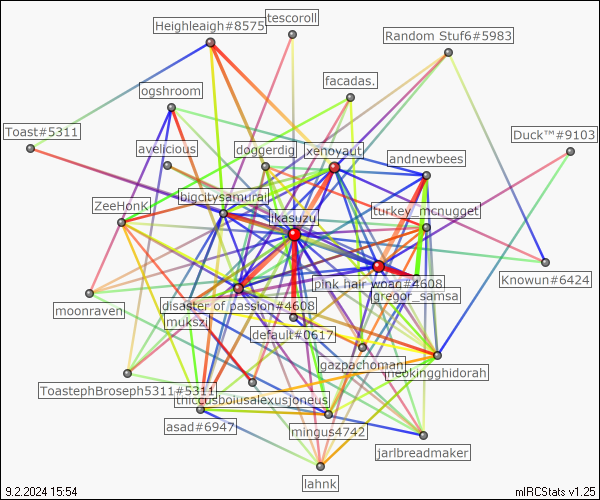 tescoroll
Heighleaigh#8575
Random Stuf6#5983
facadas.
ogshroom
Toast#5311
Duck™#9103
avelicious
doggerdig
xenoyaut
andnewbees
bigcitysamurai
ZeeHonK
turkey_mcnugget
ikasuzu
Knowun#6424
pink hair woag#4608
gregor_samsa
moonraven
disaster of passion#4608
mukszi
default#0617
gazpachoman
theokingghidorah
ToastephBroseph5311#5311
thiccusboiusalexusjoneus
asad#6947
mingus4742
jarlbreadmaker
lahnk
9.2.2024 15:54
mIRCStats v1.25